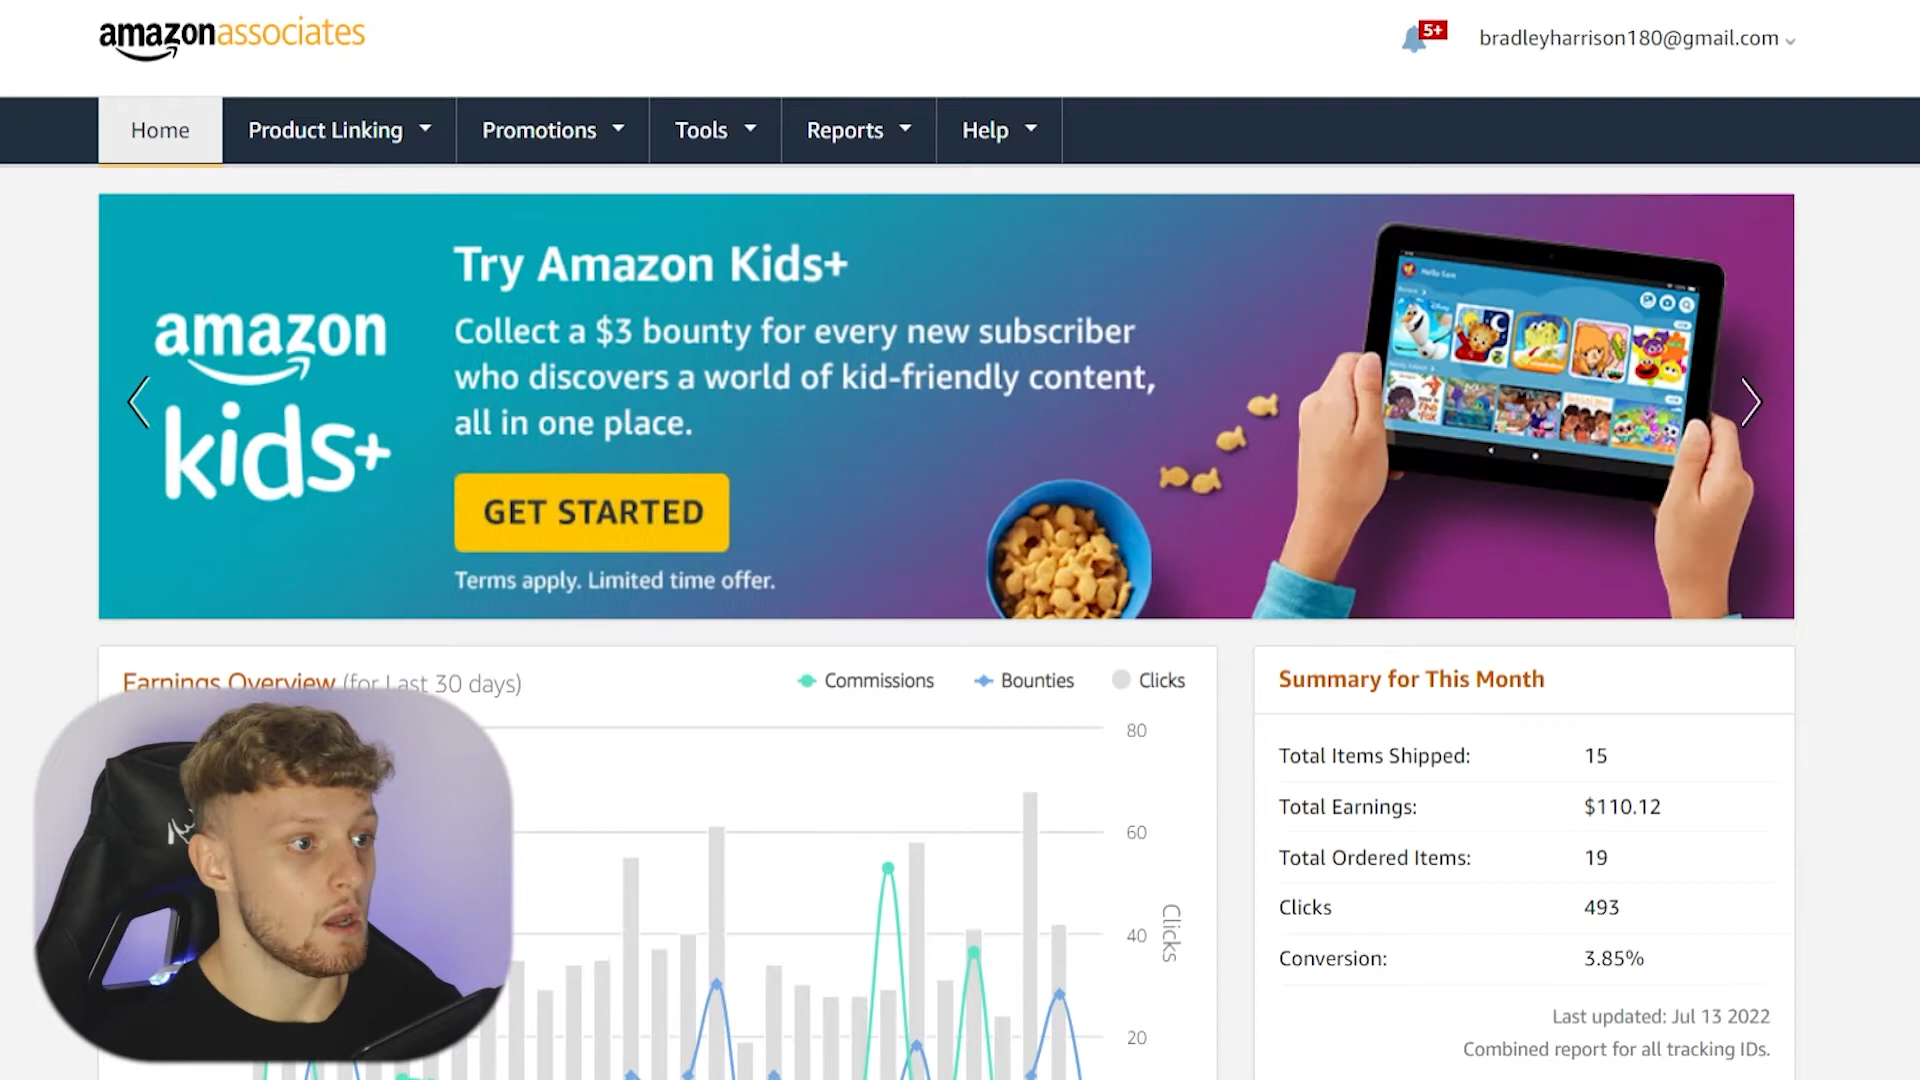 amazonassociates
5+
bradleyharrison180@gmail.com
Home
Product Linking
Promotions
Tools
Reports
Help
amazon
kids+
Try Amazon Kids+
Collect a $3 bounty for every new subscriber
who discovers a world of kid-friendly content,
all in one place.
GET STARTED
Terms apply. Limited time offer.
Hello Sam
Earnings Overview (for Last 30 days)
Commissions
Bounties
Clicks
80
60
40
20
Clicks
Summary for This Month
Total Items Shipped: 15
Total Earnings: $110.12
Total Ordered Items: 19
Clicks 493
Conversion: 3.85%
Last updated: Jul 13 2022
Combined report for all tracking IDs.